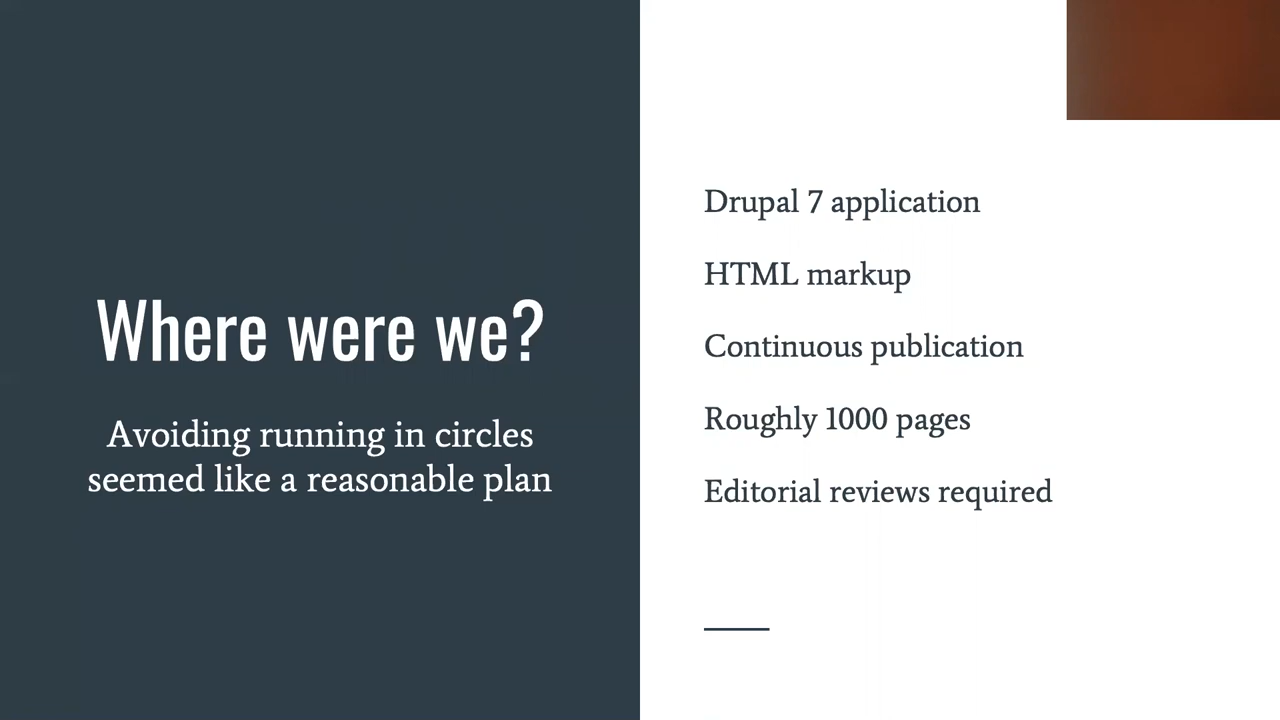 Where were we?
Avoiding running in circles
seemed like a reasonable plan
Drupal 7 application
HTML markup
Continuous publication
Roughly 1000 pages
Editorial reviews required